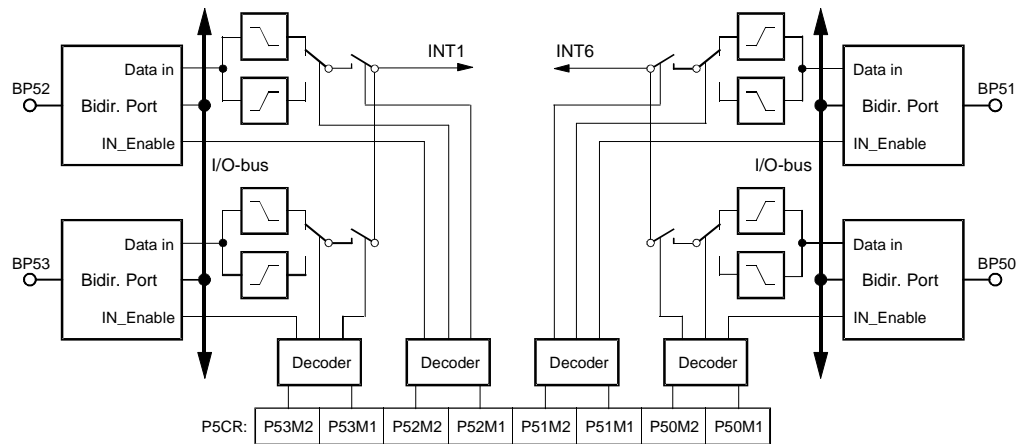 INT1 INT6
BP52 Data in Data in BP51
Bidir. Port Bidir. Port
IN_Enable IN_Enable
I/O-bus I/O-bus
BP53 Data in Data in BP50
Bidir. Port Bidir. Port
IN_Enable IN_Enable
Decoder Decoder Decoder Decoder
P5CR: P53M2 P53M1 P52M2 P52M1 P51M2 P51M1 P50M2 P50M1